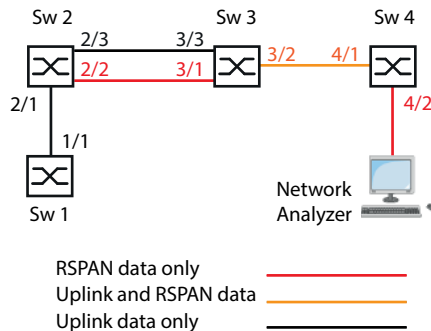 Sw 2
Sw 3
Sw 4
2/3
3/3
2/2
3/1
3/2
4/1
2/1
4/2
1/1
Sw 1
Network
Analyzer
RSPAN data only
Uplink and RSPAN data
Uplink data only